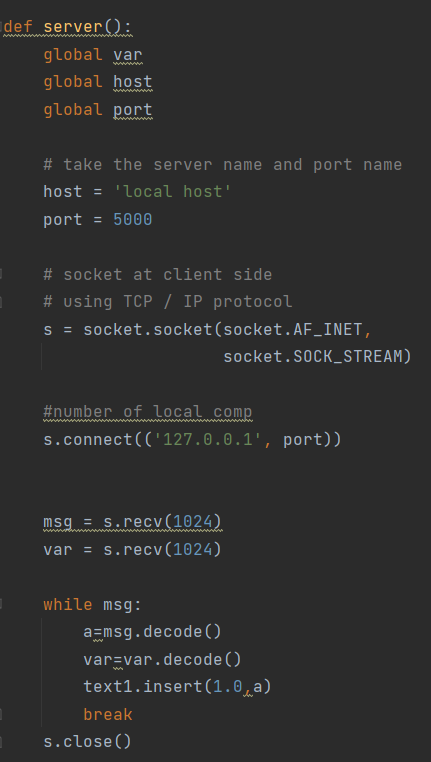 def server():
    global var
    global host
    global port
    # take the server name and port name
    host = 'local host'
    port = 5000
    # socket at client side
    # using TCP / IP protocol
    s = socket.socket(socket.AF_INET,
                      socket.SOCK_STREAM)
    #number of local comp
    s.connect(('127.0.0.1', port))
    msg = s.recv(1024)
    var = s.recv(1024)
    while msg:
        a=msg.decode()
        var=var.decode()
        text1.insert(1.0,a)
        break
    s.close()